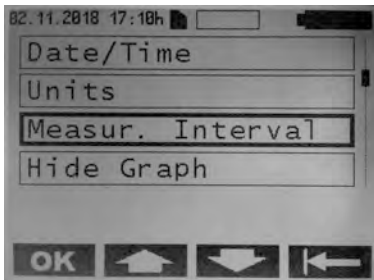 02.11.2018 17:10h
Date/Time
Units
Measur. Interval
Hide Graph
OK